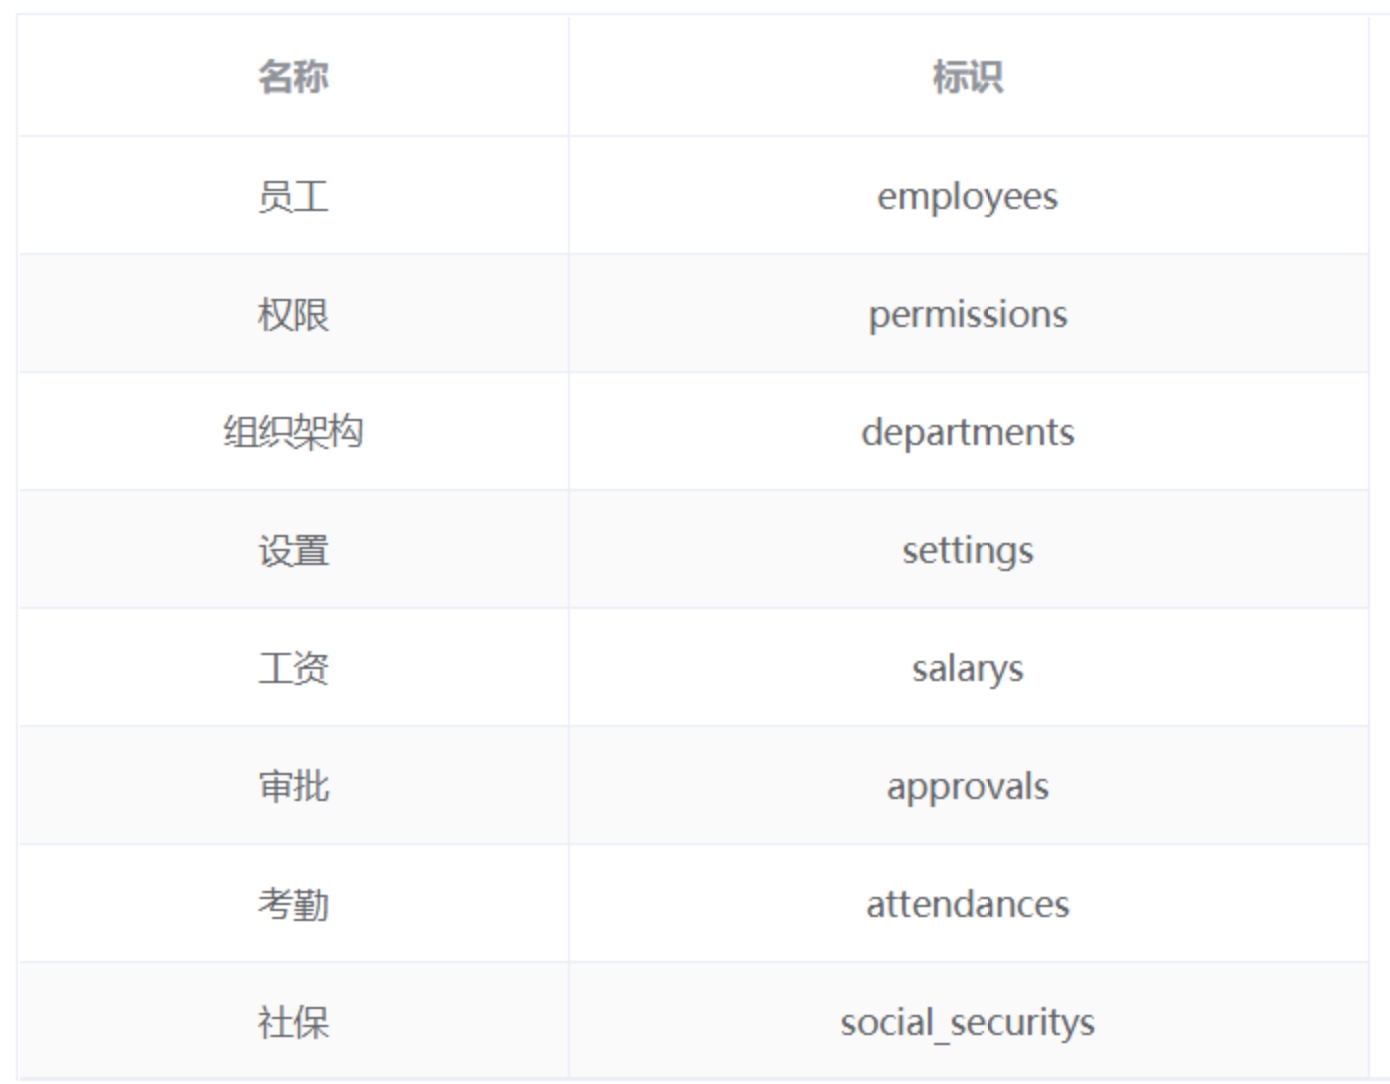 名称 标识
员工 employees
权限 permissions
组织架构 departments
设置 settings
工资 salarys
审批 approvals
考勤 attendances
社保 social_securitys